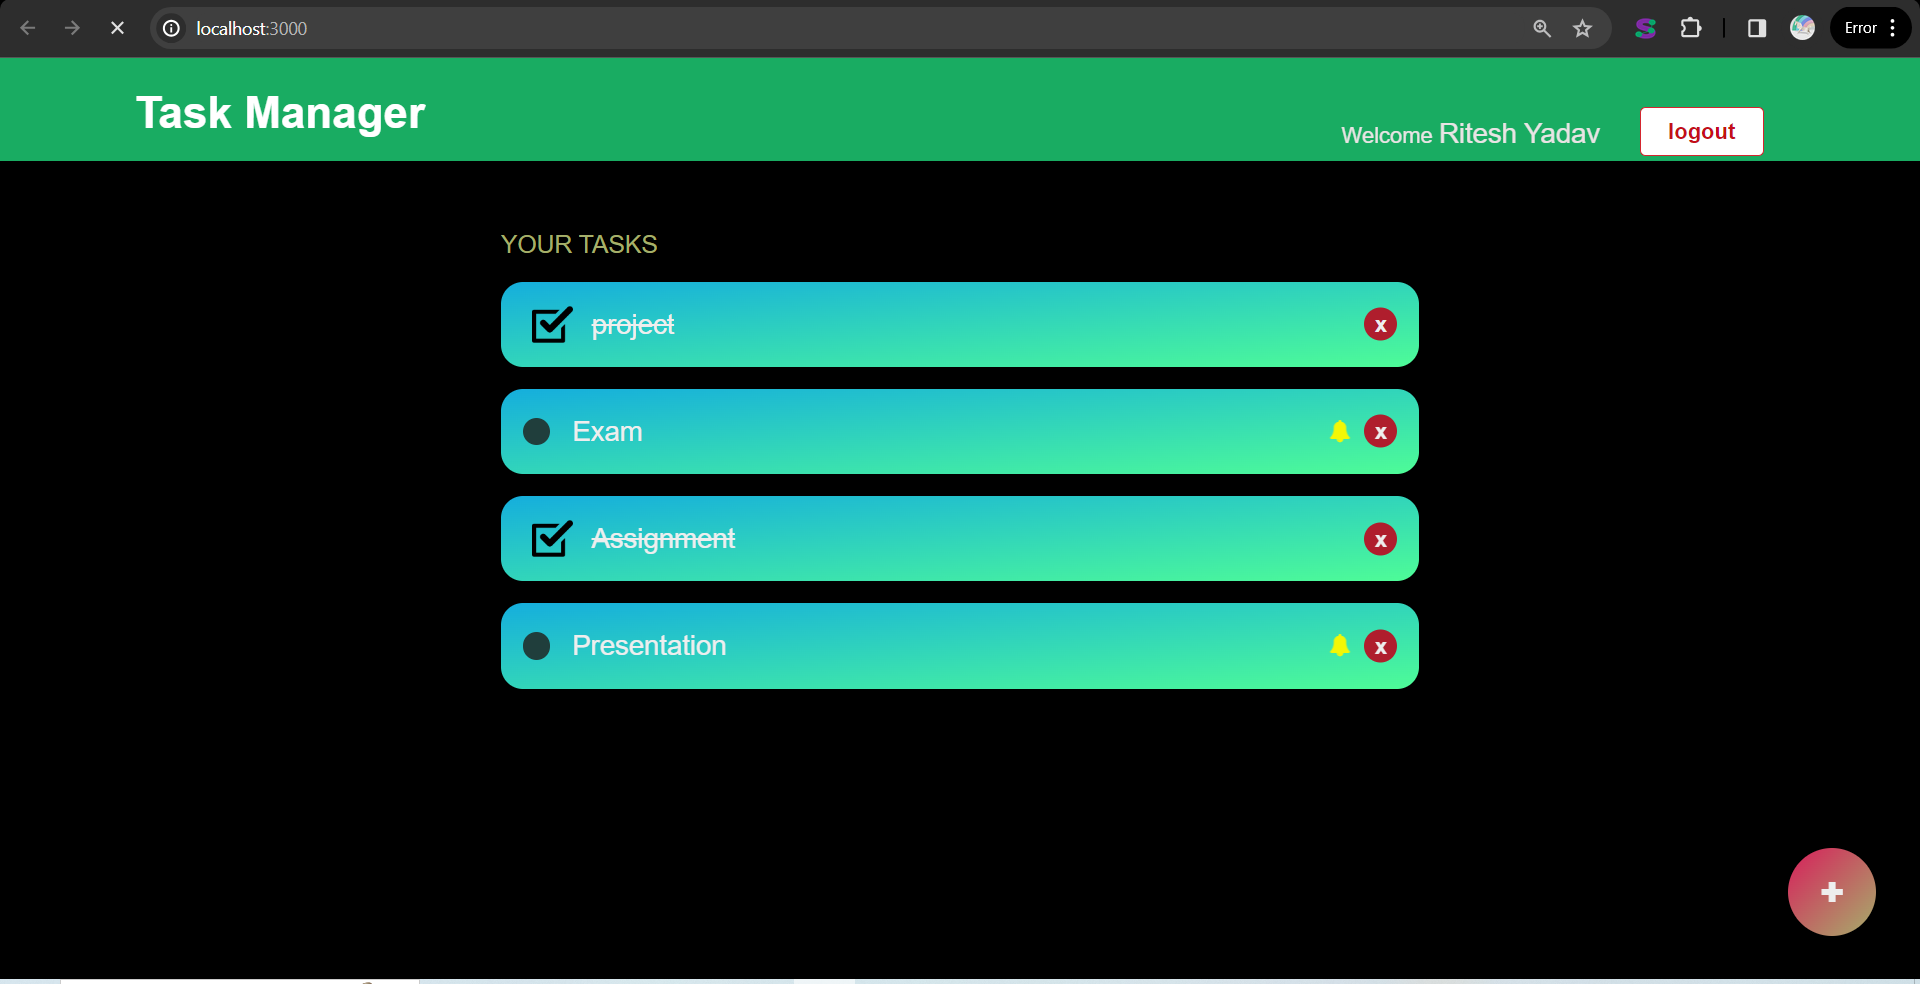 localhost:3000
Error
Task Manager
Welcome Ritesh Yadav
logout
YOUR TASKS
project
x
Exam
x
Assignment
x
Presentation
x
+